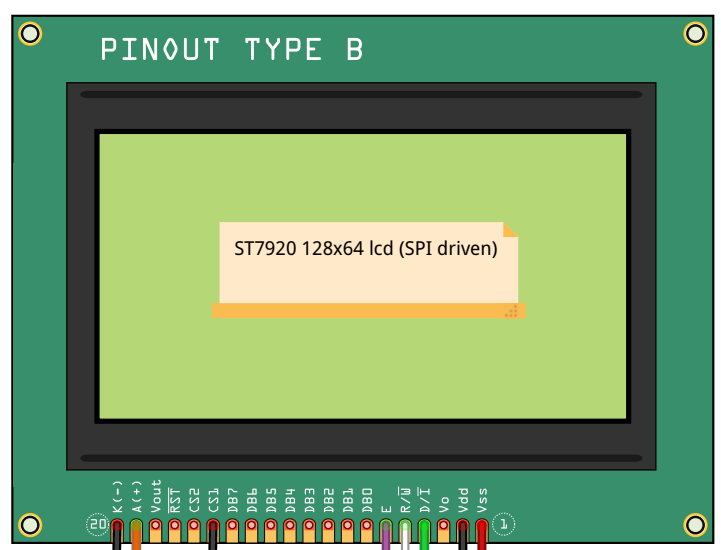 PINOUT TYPE B
ST7920 128x64 lcd (SPI driven)
20 K(-) A(+) Vout RST CS2 CS1 DB7 DB6 DB5 DB4 DB3 DB2 DB1 DB0 E R/W D/I Vo Vdd Vss 1